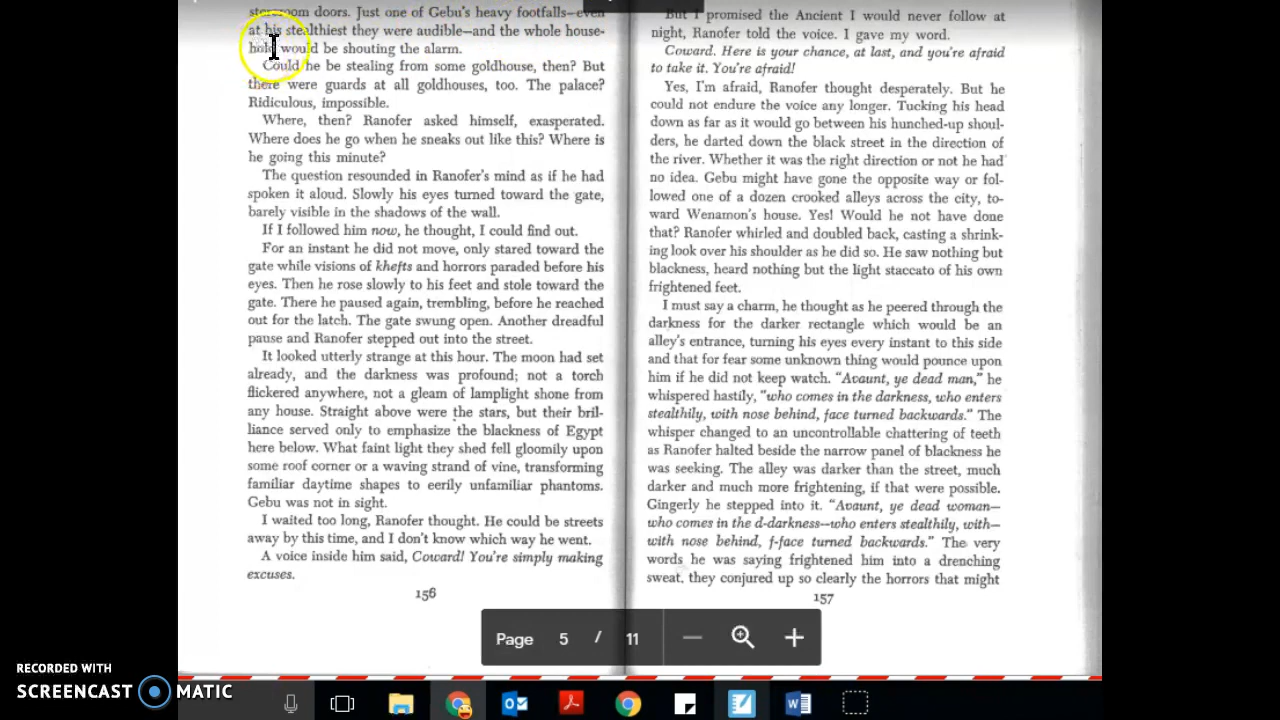 storeroom doors. Just one of Gebu's heavy footfalls—even
at his stealthiest they were audible—and the whole house-
hold would be shouting the alarm.
Could he be stealing from some goldhouse, then? But
there were guards at all goldhouses, too. The palace?
Ridiculous, impossible.
Where, then? Ranofer asked himself, exasperated.
Where does he go when he sneaks out like this? Where is
he going this minute?
The question resounded in Ranofer's mind as if he had
spoken it aloud. Slowly his eyes turned toward the gate,
barely visible in the shadows of the wall.
If I followed him now, he thought, I could find out.
For an instant he did not move, only stared toward the
gate while visions of khefts and horrors paraded before his
eyes. Then he rose slowly to his feet and stole toward the
gate. There he paused again, trembling, before he reached
out for the latch. The gate swung open. Another dreadful
pause and Ranofer stepped out into the street.
It looked utterly strange at this hour. The moon had set
already, and the darkness was profound; not a torch
flickered anywhere, not a gleam of lamplight shone from
any house. Straight above were the stars, but their bril-
liance served only to emphasize the blackness of Egypt
here below. What faint light they shed fell gloomily upon
some roof corner or a waving strand of vine, transforming
familiar daytime shapes to eerily unfamiliar phantoms.
Gebu was not in sight.
I waited too long, Ranofer thought. He could be streets
away by this time, and I don't know which way he went.
A voice inside him said, Coward! You're simply making
excuses.
156
But I promised the Ancient I would never follow at
night, Ranofer told the voice. I gave my word.
Coward. Here is your chance, at last, and you're afraid
to take it. You're afraid!
Yes, I'm afraid, Ranofer thought desperately. But he
could not endure the voice any longer. Tucking his head
down as far as it would go between his hunched-up shoul-
ders, he darted down the black street in the direction of
the river. Whether it was the right direction or not he had
no idea. Gebu might have gone the opposite way or fol-
lowed one of a dozen crooked alleys across the city, to-
ward Wenamon's house. Yes! Would he not have done
that? Ranofer whirled and doubled back, casting a shrink-
ing look over his shoulder as he did so. He saw nothing but
blackness, heard nothing but the light staccato of his own
frightened feet.
I must say a charm, he thought as he peered through the
darkness for the darker rectangle which would be an
alley's entrance, turning his eyes every instant to this side
and that for fear some unknown thing would pounce upon
him if he did not keep watch. "Avaunt, ye dead man," he
whispered hastily, "who comes in the darkness, who enters
stealthily, with nose behind, face turned backwards." The
whisper changed to an uncontrollable chattering of teeth
as Ranofer halted beside the narrow panel of blackness he
was seeking. The alley was darker than the street, much
darker and much more frightening, if that were possible.
Gingerly he stepped into it. "Avaunt, ye dead woman—
who comes in the d-darkness—who enters stealthily, with—
with nose behind, f-face turned backwards." The very
words he was saying frightened him into a drenching
sweat, they conjured up so clearly the horrors that might
157
Page 5 / 11
RECORDED WITH
SCREENCAST MATIC